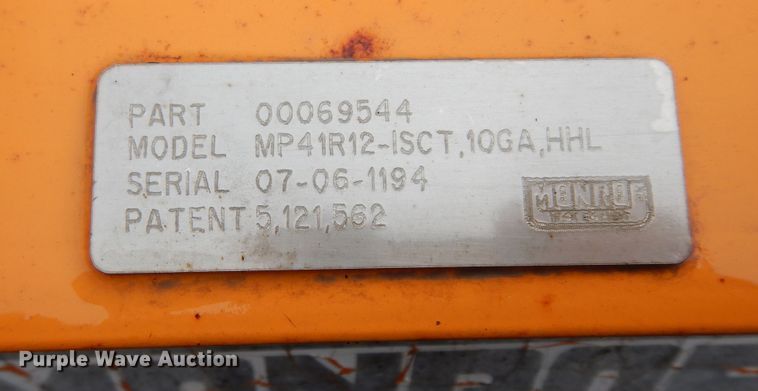 PART 00069544
MODEL MP41R12-ISCT,10GA,HHL
SERIAL 07-06-1194
PATENT 5,121,562
MONROE
Purple Wave Auction